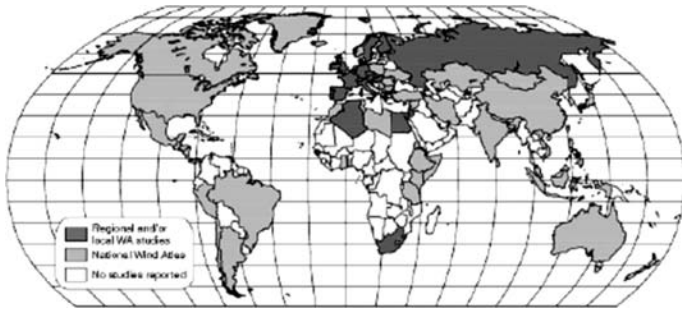 Regional and/or
local WA studies
National Wind Atlas
No studies reported